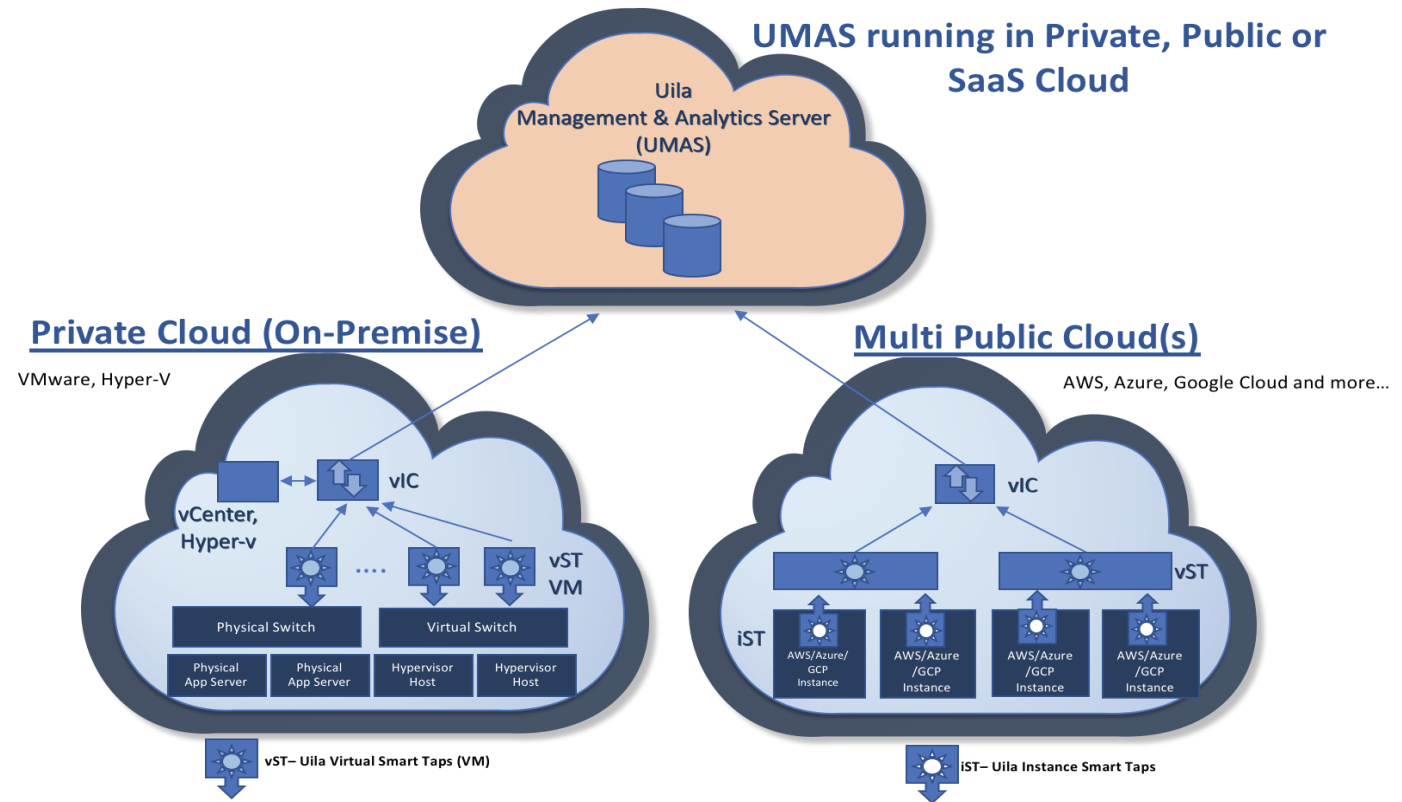 UMAS running in Private, Public or
SaaS Cloud
Uila
Management & Analytics Server
(UMAS)
Private Cloud (On-Premise)
VMware, Hyper-V
vIC
vCenter,
Hyper-v
....
vST
VM
Physical Switch
Virtual Switch
Physical
App Server
Physical
App Server
Hypervisor
Host
Hypervisor
Host
vST– Uila Virtual Smart Taps (VM)
Multi Public Cloud(s)
AWS, Azure, Google Cloud and more...
vIC
vST
iST
AWS/Azure/
GCP
Instance
AWS/Azure
/GCP
Instance
AWS/Azure
/GCP
Instance
AWS/Azure
/GCP
Instance
iST– Uila Instance Smart Taps